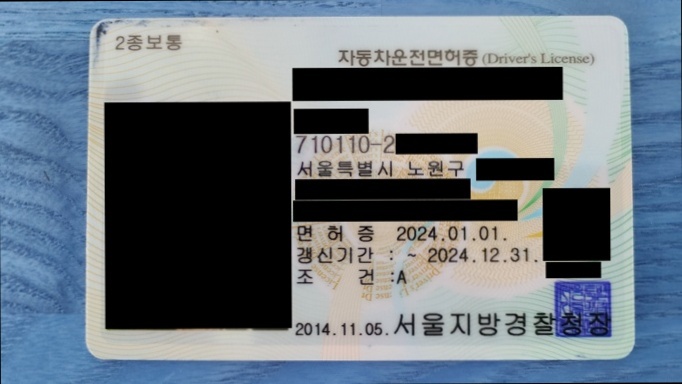 2종보통
자동차운전면허증 (Driver's License)
710110-2
서울특별시 노원구
면 허 증 2024.01.01.
갱신기간 : ~ 2024.12.31.
조 건 :A
2014.11.05. 서울지방경찰청장